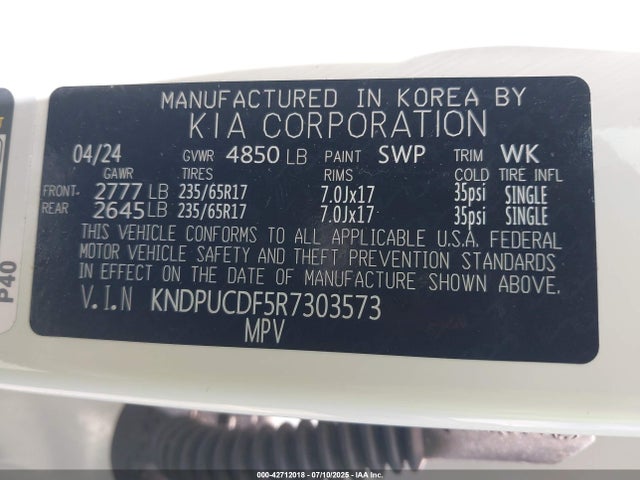 MANUFACTURED IN KOREA BY
KIA CORPORATION
04/24 GVWR 4850 LB PAINT SWP TRIM WK
GAWR TIRES RIMS COLD TIRE INFL
FRONT- 2777 LB 235/65R17 7.0Jx17 35psi SINGLE
REAR 2645 LB 235/65R17 7.0Jx17 35psi SINGLE
THIS VEHICLE CONFORMS TO ALL APPLICABLE U.S.A. FEDERAL
MOTOR VEHICLE SAFETY AND THEFT PREVENTION STANDARDS
IN EFFECT ON THE DATE OF MANUFACTURE SHOWN ABOVE.
V.I.N KNDPUCDF5R7303573
MPV
P40
000-42712018 - 07/10/2025 - IAA Inc.